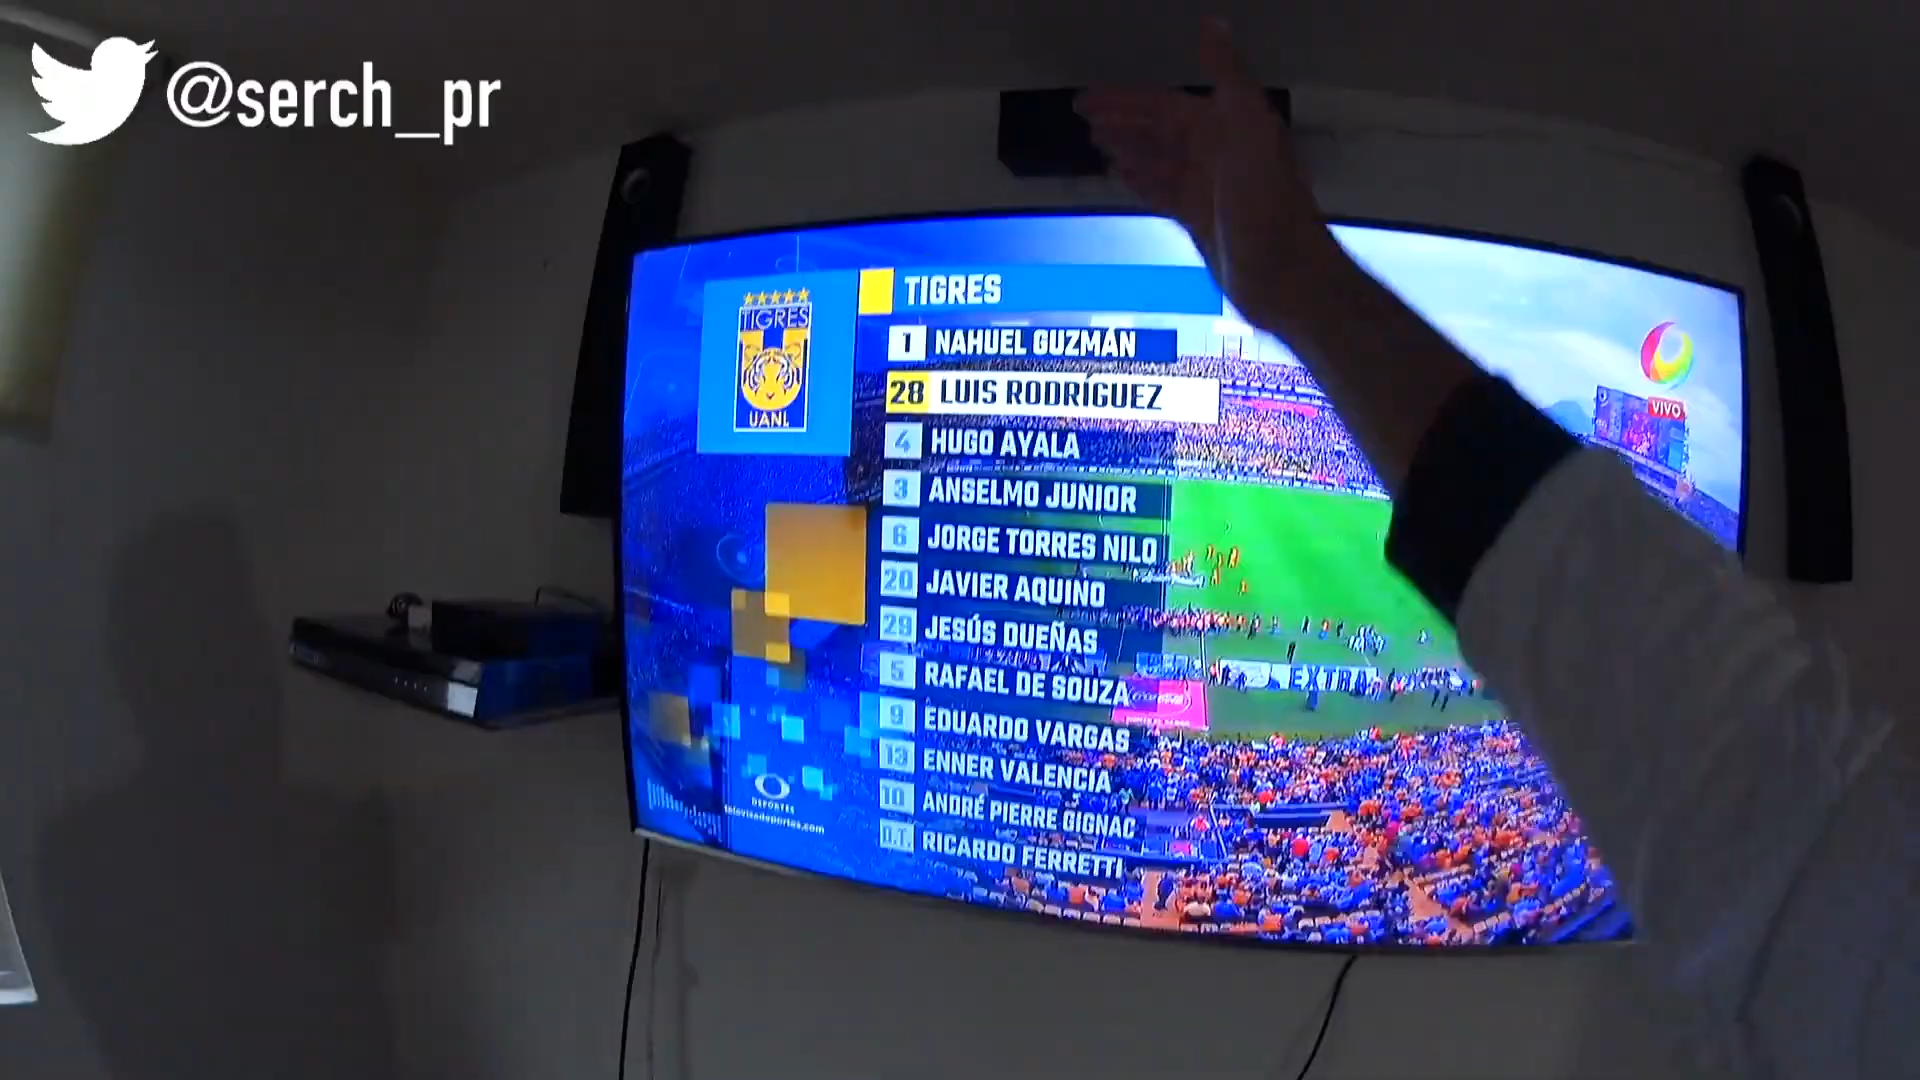 @serch_pr
TIGRES
TIGRES
UANL
1 NAHUEL GUZMÁN
28 LUIS RODRÍGUEZ
4 HUGO AYALA
3 ANSELMO JUNIOR
6 JORGE TORRES NILO
20 JAVIER AQUINO
29 JESÚS DUEÑAS
5 RAFAEL DE SOUZA
9 EDUARDO VARGAS
13 ENNER VALENCIA
10 ANDRÉ PIERRE GIGNAC
D.T. RICARDO FERRETTI
DEPORTES
televisadeportes.com
VIVO
EXTRA